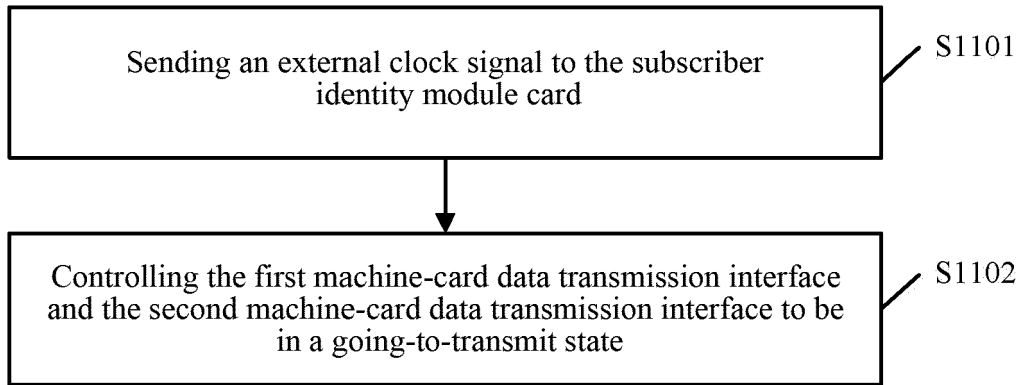 Sending an external clock signal to the subscriber
identity module card
S1101
Controlling the first machine-card data transmission interface
and the second machine-card data transmission interface to be
in a going-to-transmit state
S1102